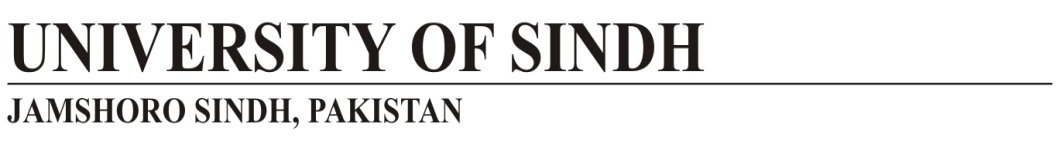 UNIVERSITY OF SINDH
JAMSHORO SINDH, PAKISTAN